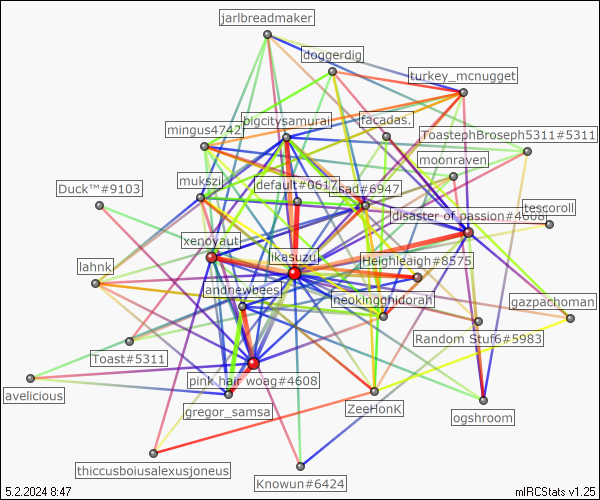 jarlbreadmaker
doggerdig
turkey_mcnugget
bigcitysamurai
facadas.
mingus4742
ToastephBroseph5311#5311
moonraven
Duck™#9103
mukszi
default#0617
sad#6947
tescoroll
disaster of passion#4608
xenoyaut
ikasuzu
Heighleaigh#8575
lahnk
andnewbees
neokingghidorah
gazpachoman
Toast#5311
Random Stuf6#5983
pink hair woag#4608
avelicious
gregor_samsa
ZeeHonK
ogshroom
thiccusboiusalexusjoneus
Knowun#6424
5.2.2024 8:47
mIRCStats v1.25